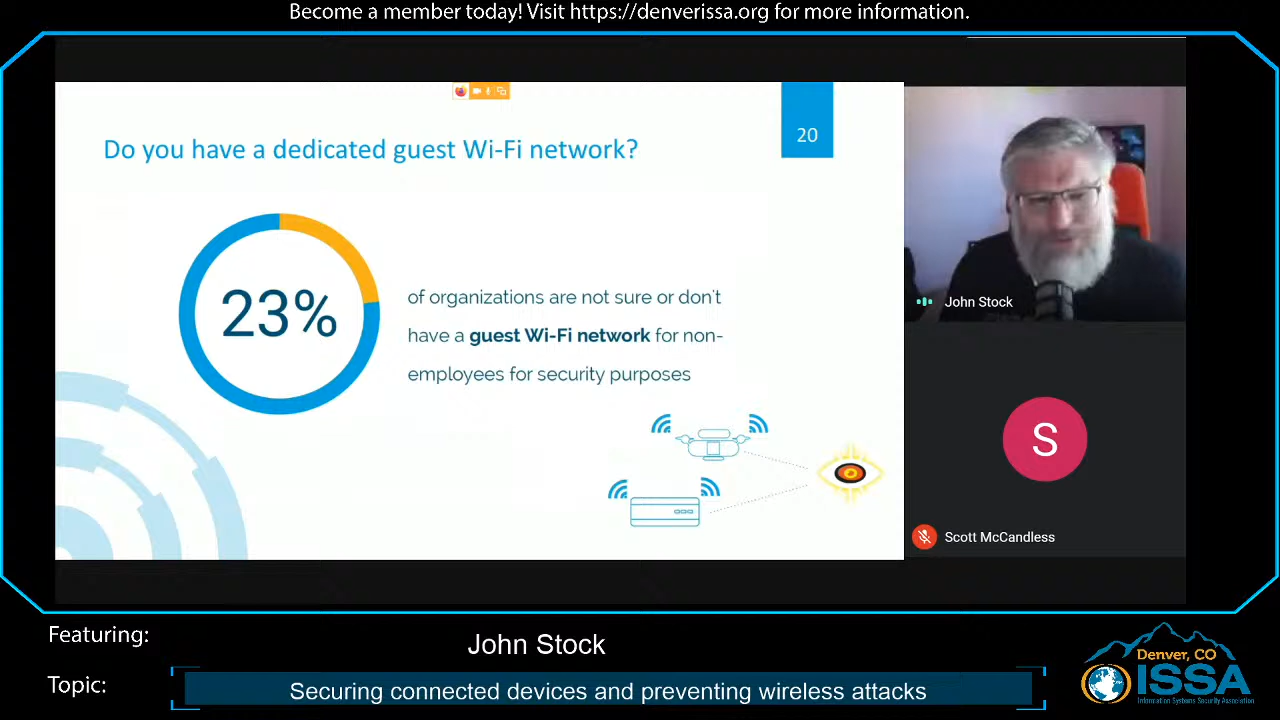 Become a member today! Visit https://denverissa.org for more information.
20
Do you have a dedicated guest Wi-Fi network?
23%
of organizations are not sure or don't
have a guest Wi-Fi network for non-
employees for security purposes
John Stock
S
Scott McCandless
Featuring:
John Stock
Topic:
Securing connected devices and preventing wireless attacks
Denver, CO
ISSA
Information Systems Security Association